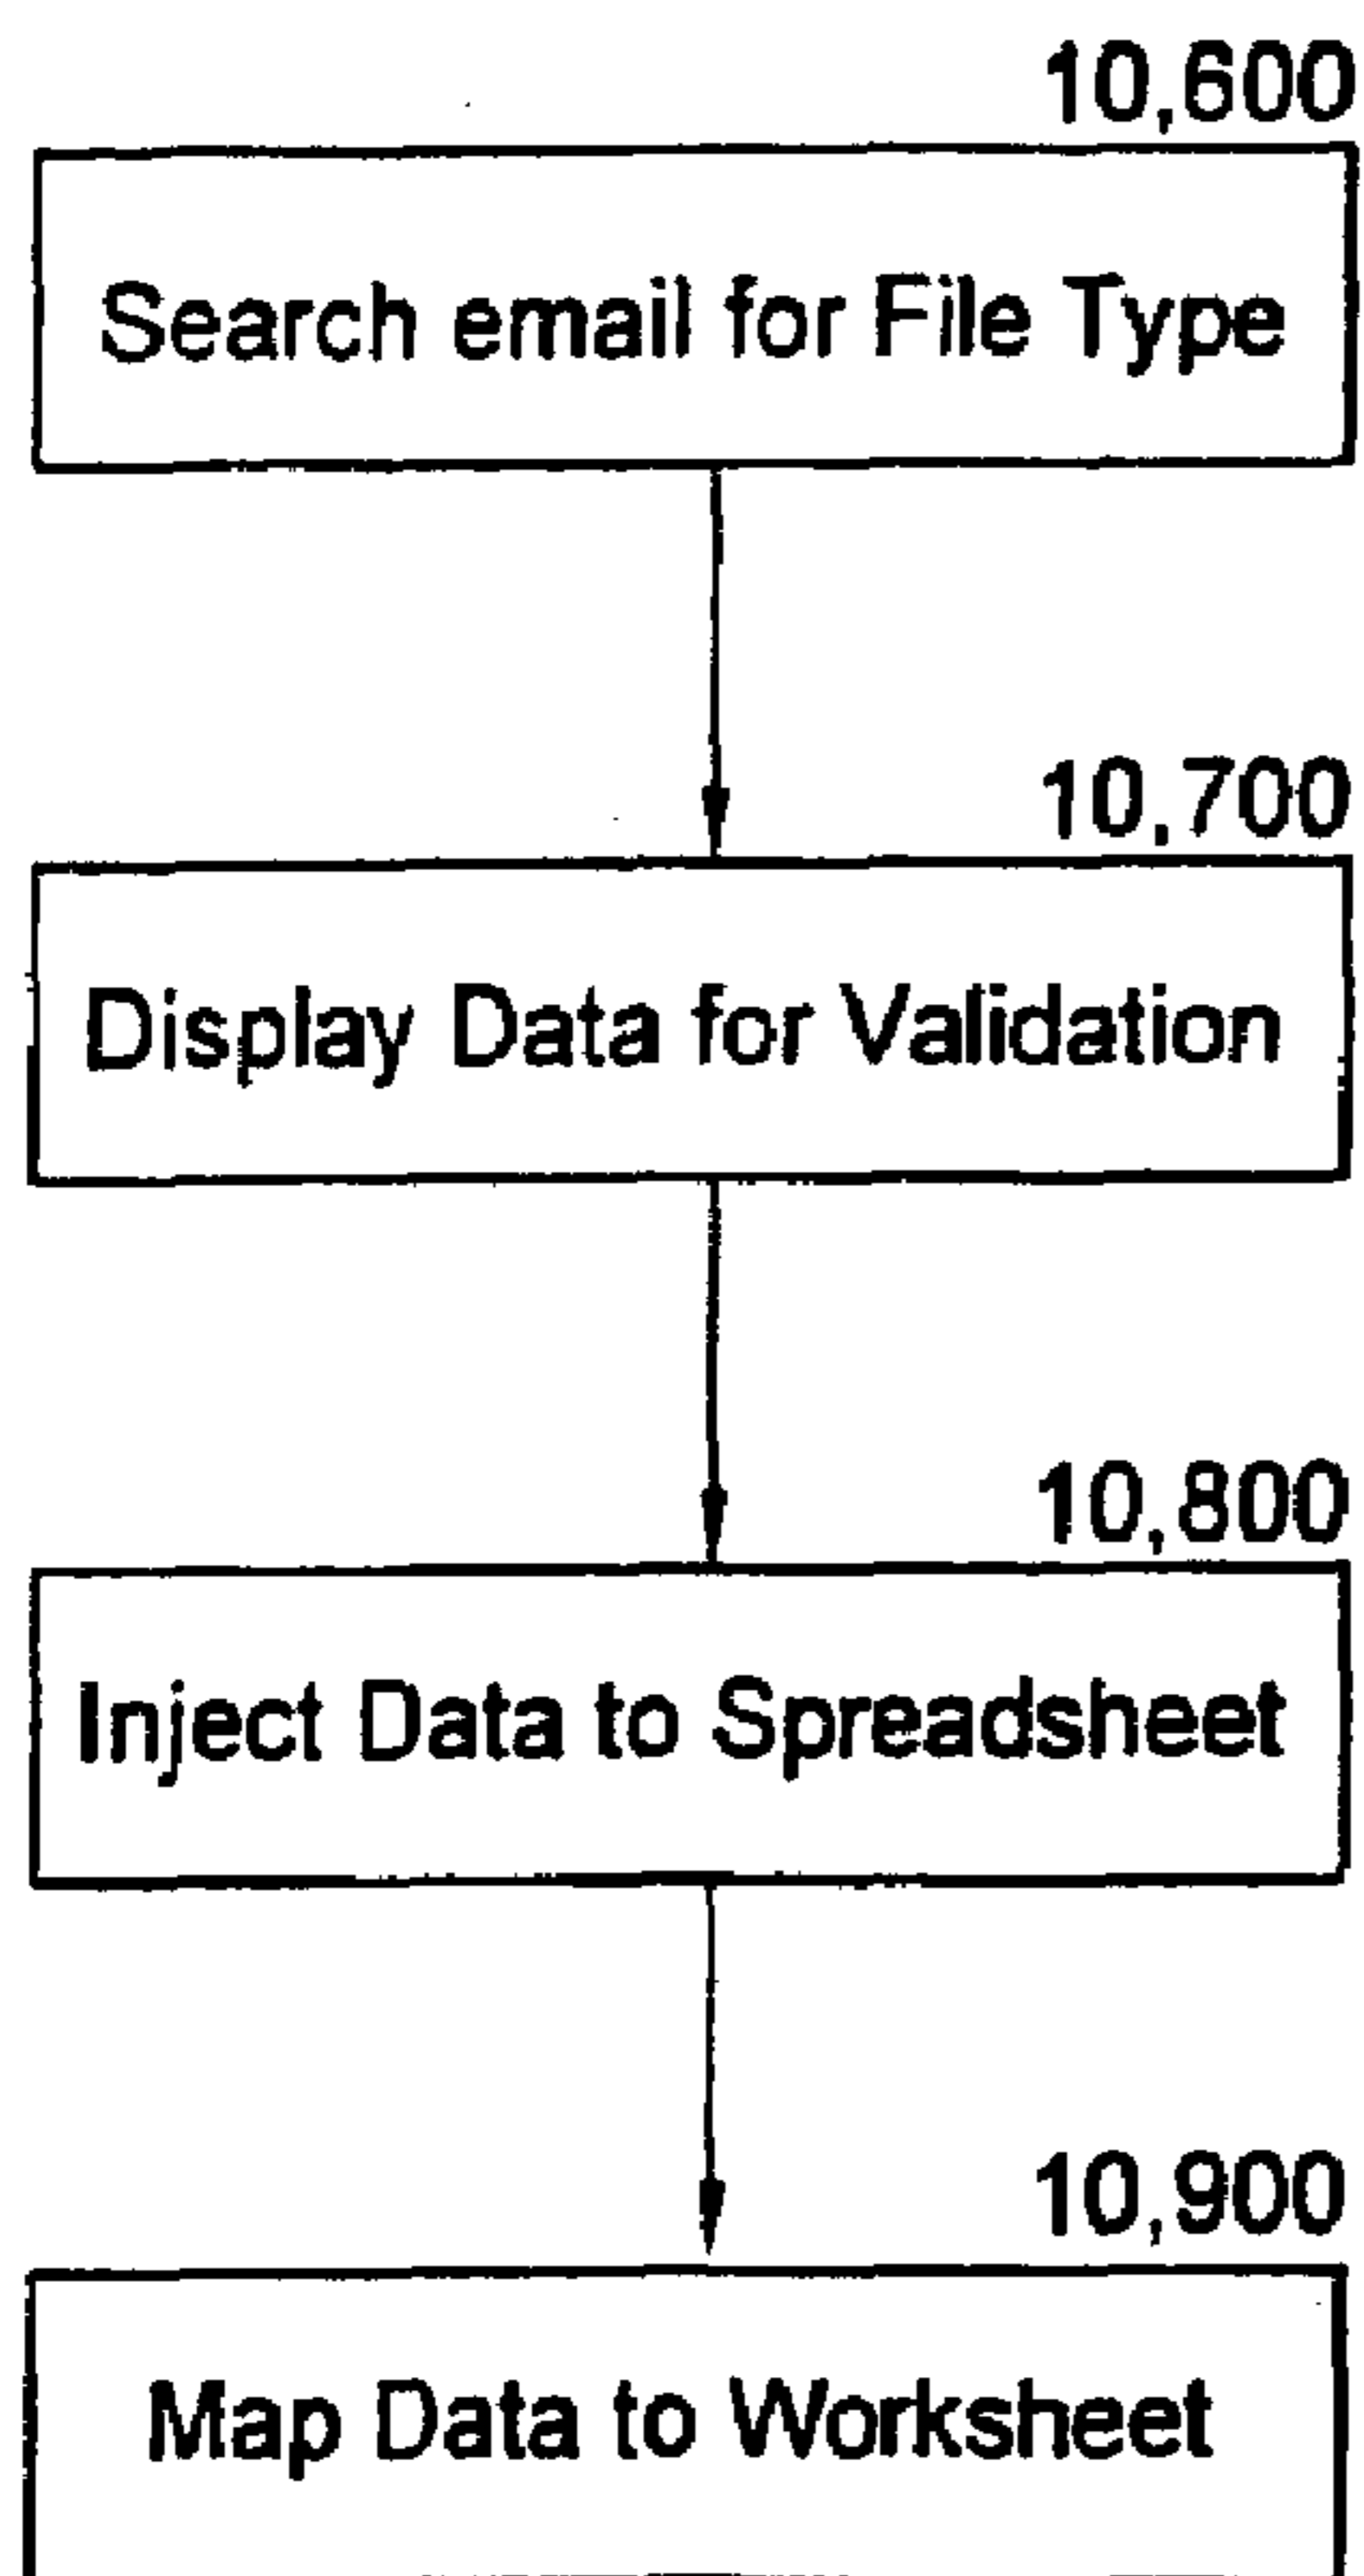 10,600
Search email for File Type
10,700
Display Data for Validation
10,800
Inject Data to Spreadsheet
10,900
Map Data to Worksheet